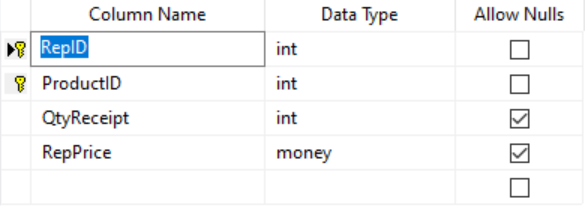 Column Name Data Type Allow Nulls
RepID int
ProductID int
QtyReceipt int
RepPrice money